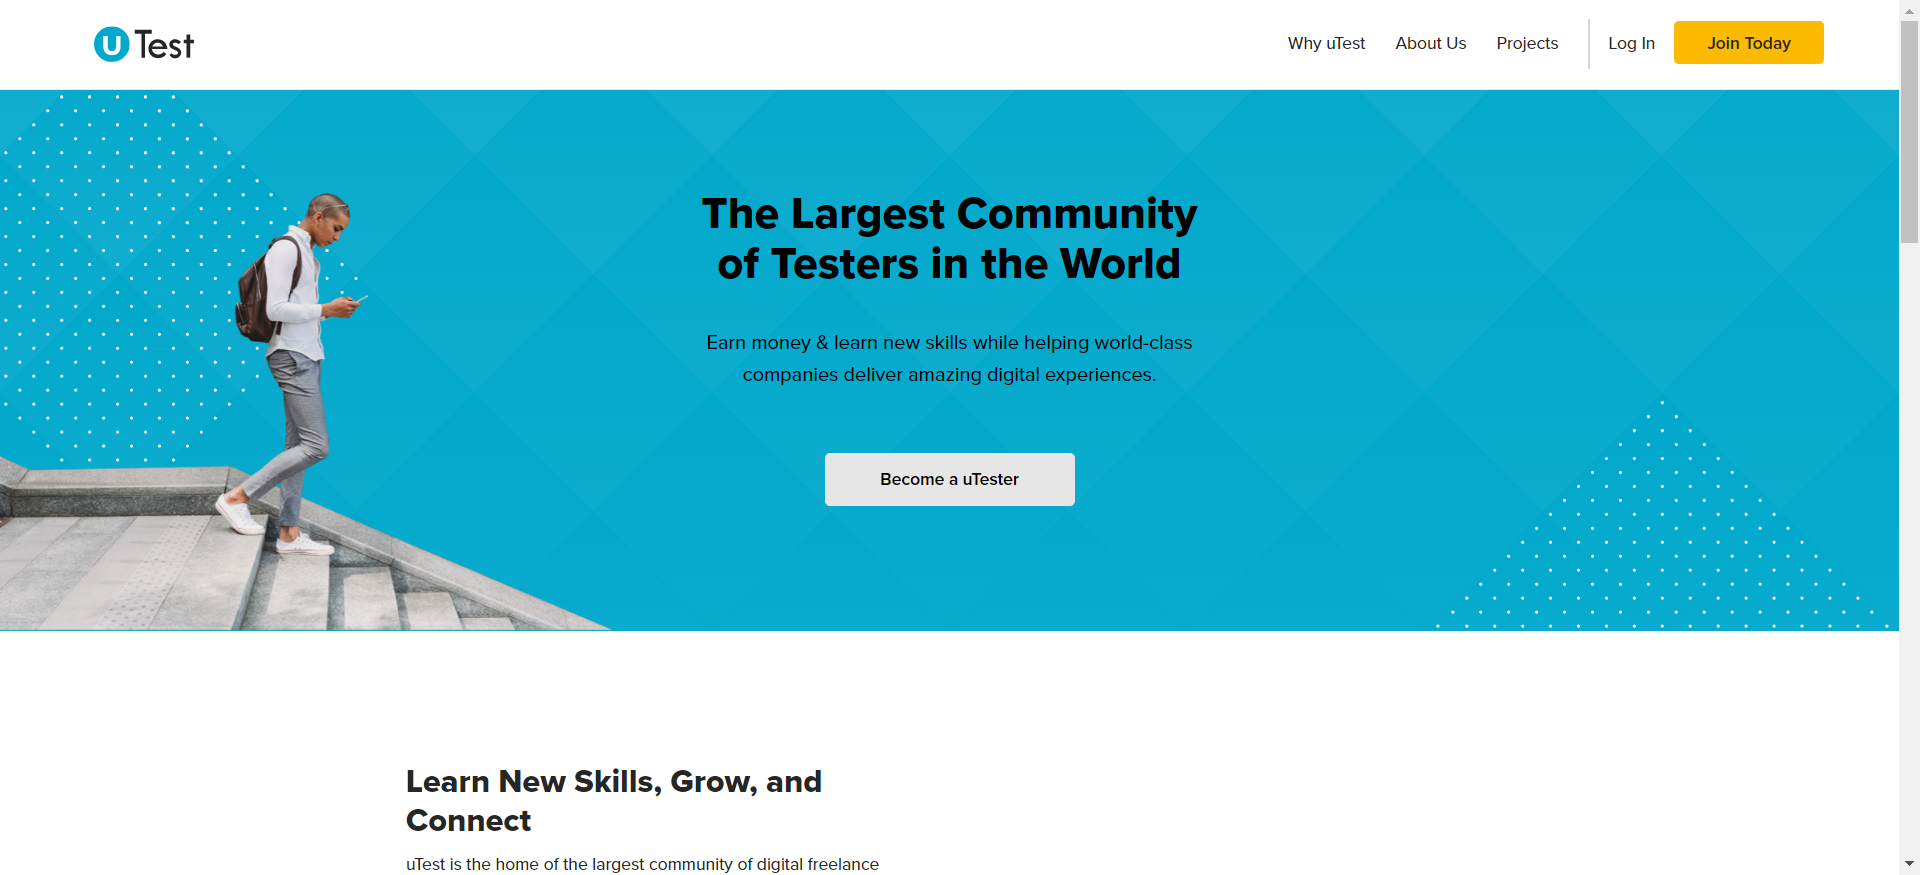 uTest
Why uTest
About Us
Projects
Log In
Join Today
The Largest Community
of Testers in the World
Earn money & learn new skills while helping world-class
companies deliver amazing digital experiences.
Become a uTester
Learn New Skills, Grow, and
Connect
uTest is the home of the largest community of digital freelance